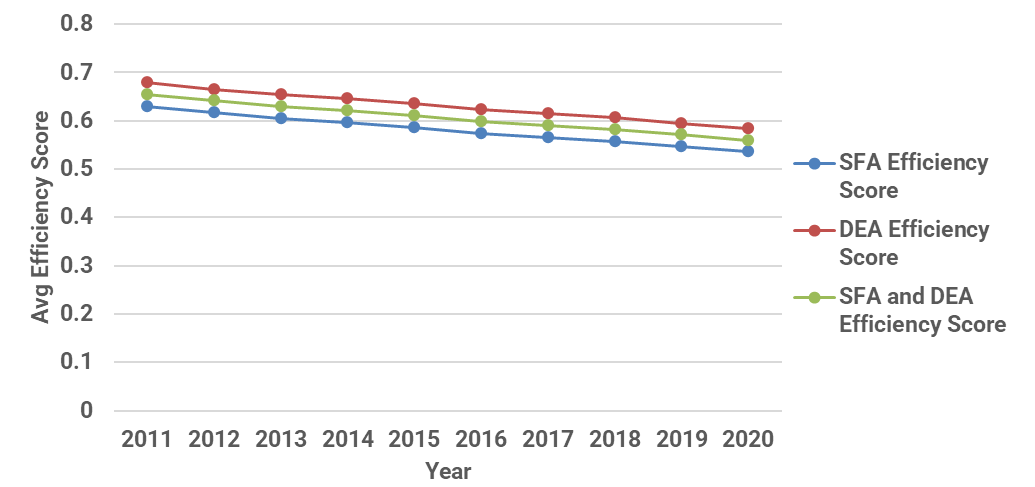 0.8
0.7
0.6
0.5
0.4
0.3
0.2
0.1
0
Avg Efficiency Score
2011 2012 2013 2014 2015 2016 2017 2018 2019 2020
Year
SFA Efficiency
Score
DEA Efficiency
Score
SFA and DEA
Efficiency Score